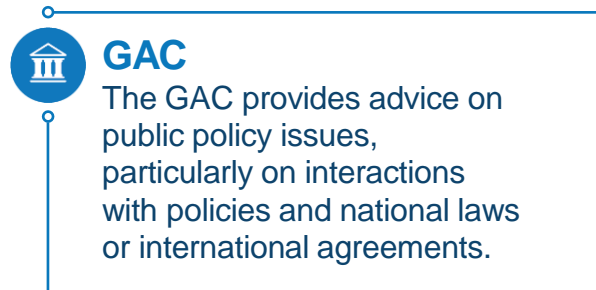 GAC
The GAC provides advice on
public policy issues,
particularly on interactions
with policies and national laws
or international agreements.